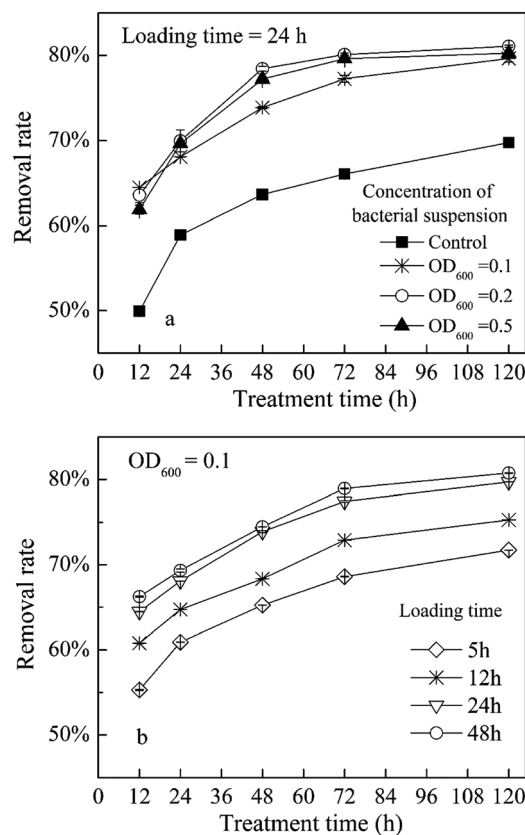 80%
70%
60%
50%
Removal rate
Loading time = 24 h
Concentration of
bacterial suspension
Control
OD600 =0.1
OD600 =0.2
OD600 =0.5
a
0 12 24 36 48 60 72 84 96 108 120
Treatment time (h)
80%
70%
60%
50%
Removal rate
OD600 = 0.1
Loading time
5h
12h
24h
48h
b
0 12 24 36 48 60 72 84 96 108 120
Treatment time (h)